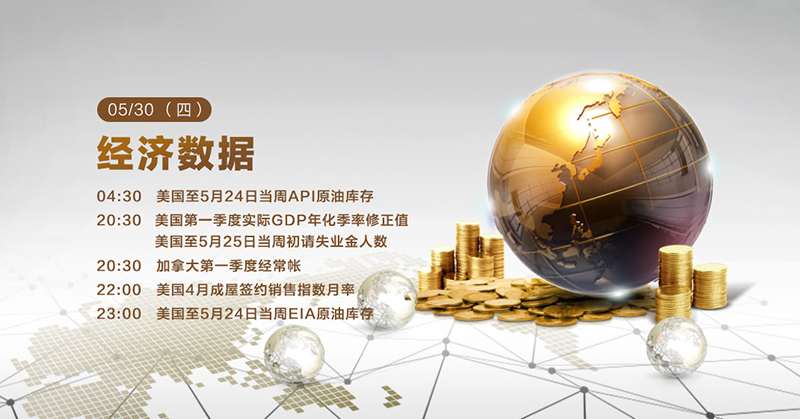 05/30（四）
经济数据
04:30 美国至5月24日当周API原油库存
20:30 美国第一季度实际GDP年化季率修正值
美国至5月25日当周初请失业金人数
20:30 加拿大第一季度经常帐
22:00 美国4月成屋签约销售指数月率
23:00 美国至5月24日当周EIA原油库存